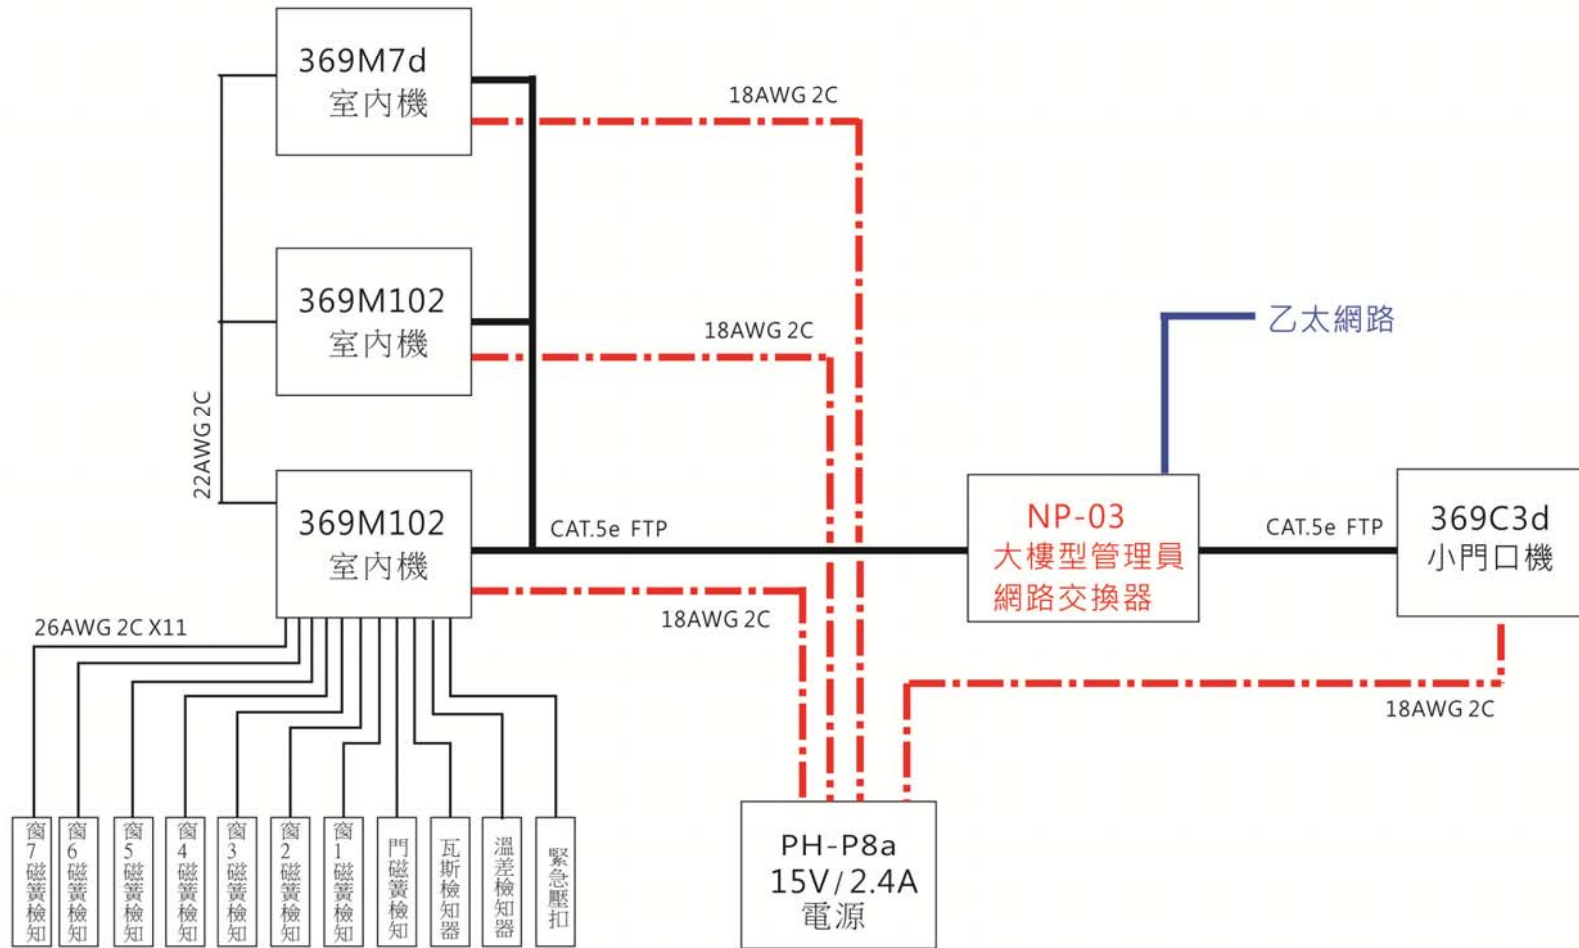 369M7d
室內機
18AWG 2C
369M102
室內機
18AWG 2C
乙太網路
22AWG 2C
369M102
室內機
CAT.5e FTP
NP-03
大樓型管理員
網路交換器
CAT.5e FTP
369C3d
小門口機
18AWG 2C
26AWG 2C X11
18AWG 2C
窗7磁簧檢知
窗6磁簧檢知
窗5磁簧檢知
窗4磁簧檢知
窗3磁簧檢知
窗2磁簧檢知
窗1磁簧檢知
門磁簧檢知
瓦斯檢知器
溫差檢知器
緊急壓扣
PH-P8a
15V/2.4A
電源